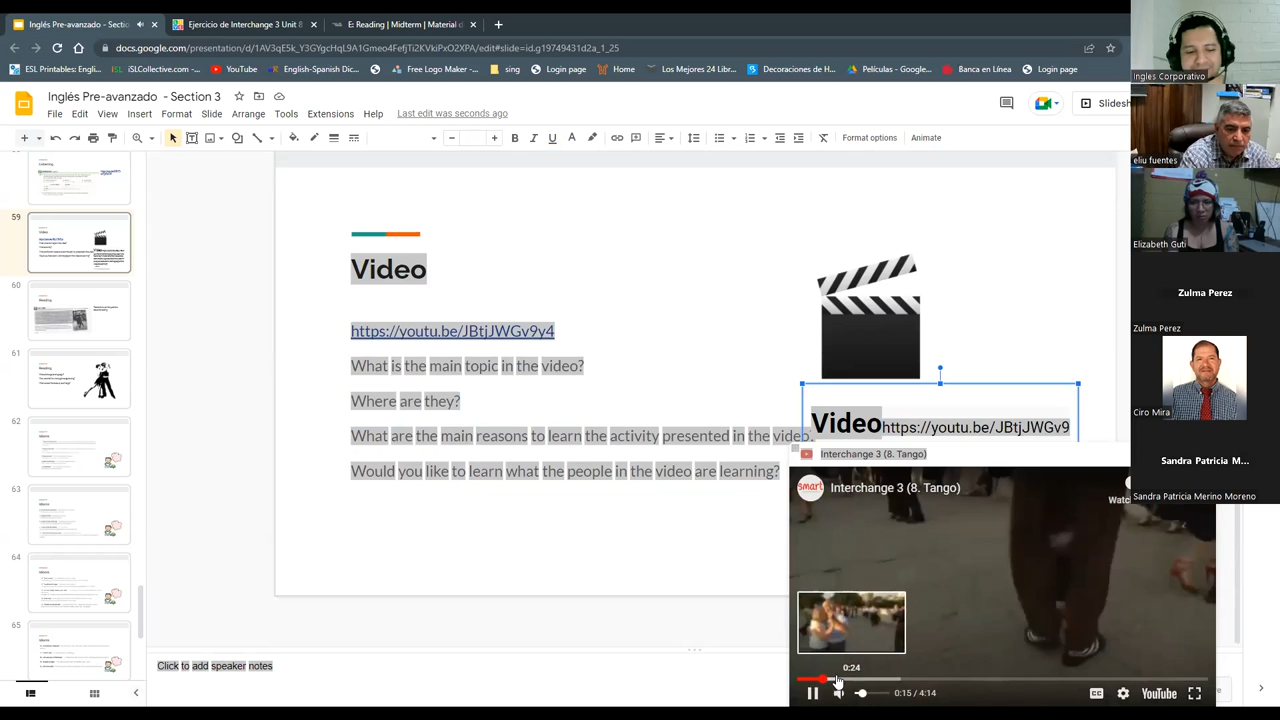 Inglés Pre-avanzado - Sectio
Ejercicio de Interchange 3 Unit 8
E: Reading | Midterm | Material d
docs.google.com/presentation/d/1AV3qE5k_Y3GYgcHqL9A1Gmeo4FefjTi2KVkiPxO2XPA/edit#slide=id.g19749431d2a_1_25
ESL Printables: Engl...
iSLCollective.com -...
YouTube
English-Spanish Dic...
Free Logo Maker -...
Login page
Home
Los Mejores 24 Libr...
Decoraciones de H...
Películas - Google...
Banca en Línea
Login page
Inglés Pre-avanzado - Section 3
File Edit View Insert Format Slide Arrange Tools Extensions Help Last edit was seconds ago
Slidesh
Format options
Animate
59
60
61
62
63
64
65
Video
https://youtu.be/JBtjJWGv9y4
What is the main topic in the video?
Where are they?
What are the main reasons to learn the activity presented in the video
Would you like to learn what the people in the video are learning?
Videohttps://youtu.be/JBtjJWGv9
Interchange 3 (8. Tango)
smart
Interchange 3 (8. Tango)
Watc
0:24
0:15 / 4:14
CC
YouTube
Click to add speaker notes
Ingles Corporativo
eliu fuentes
Elizabeth Guti
Zulma Perez
Zulma Perez
Ciro Mira
Sandra Patricia M...
Sandra Patricia Merino Moreno